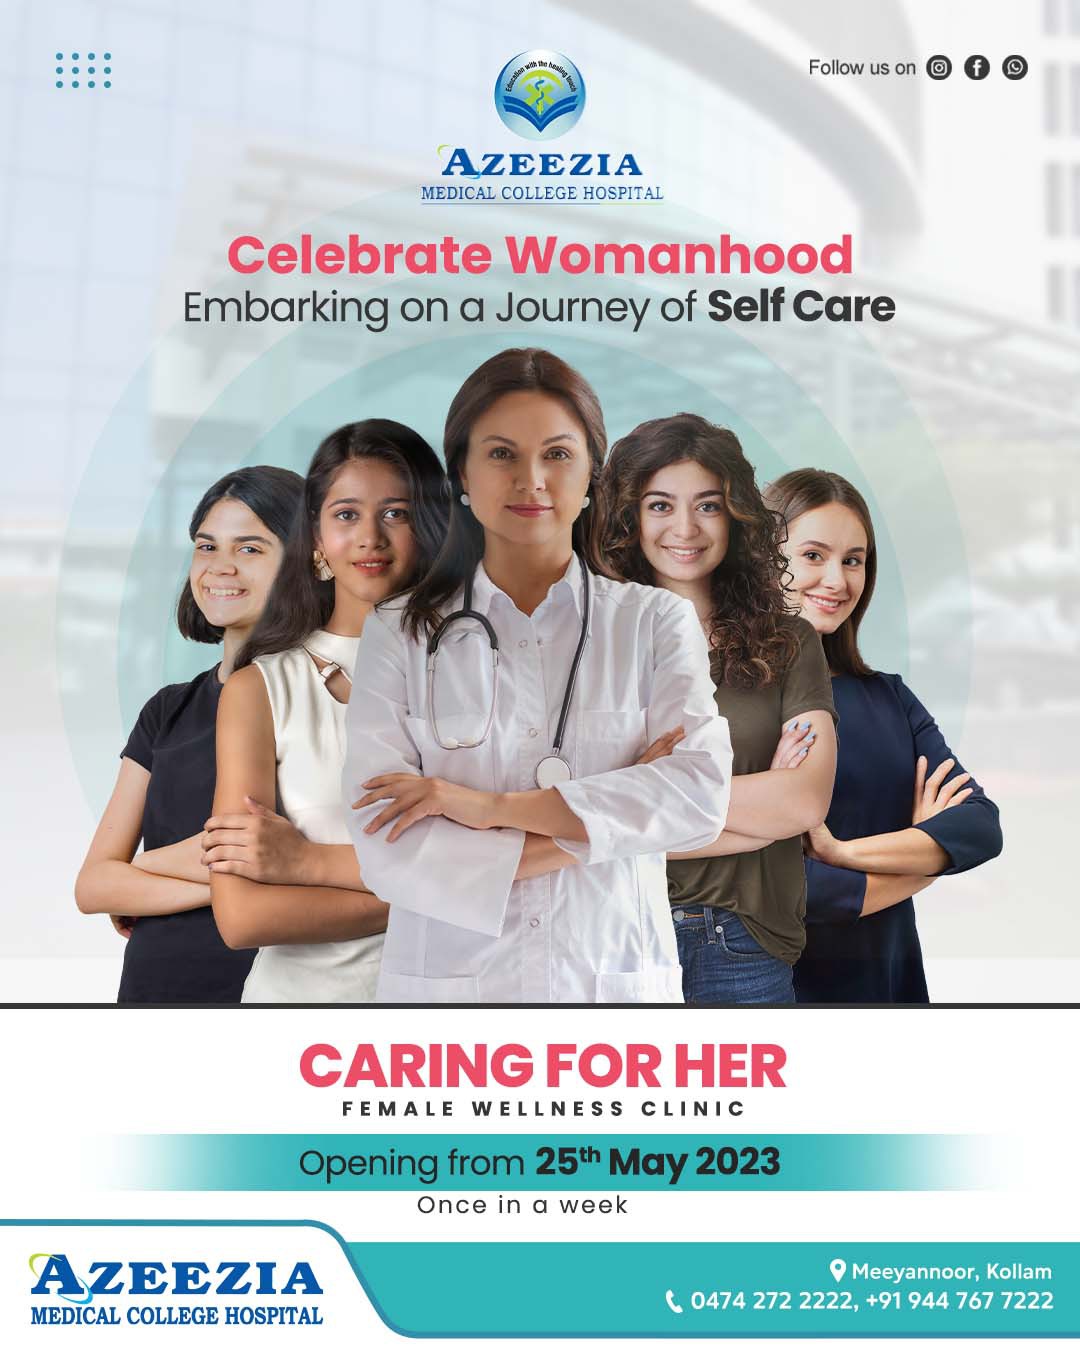 Follow us on
Education with the healing touch
AZEEZIA
MEDICAL COLLEGE HOSPITAL
Celebrate Womanhood
Embarking on a Journey of Self Care
CARING FOR HER
FEMALE WELLNESS CLINIC
Opening from 25th May 2023
Once in a week
AZEEZIA
MEDICAL COLLEGE HOSPITAL
Meeyannoor, Kollam
0474 272 2222, +91 944 767 7222